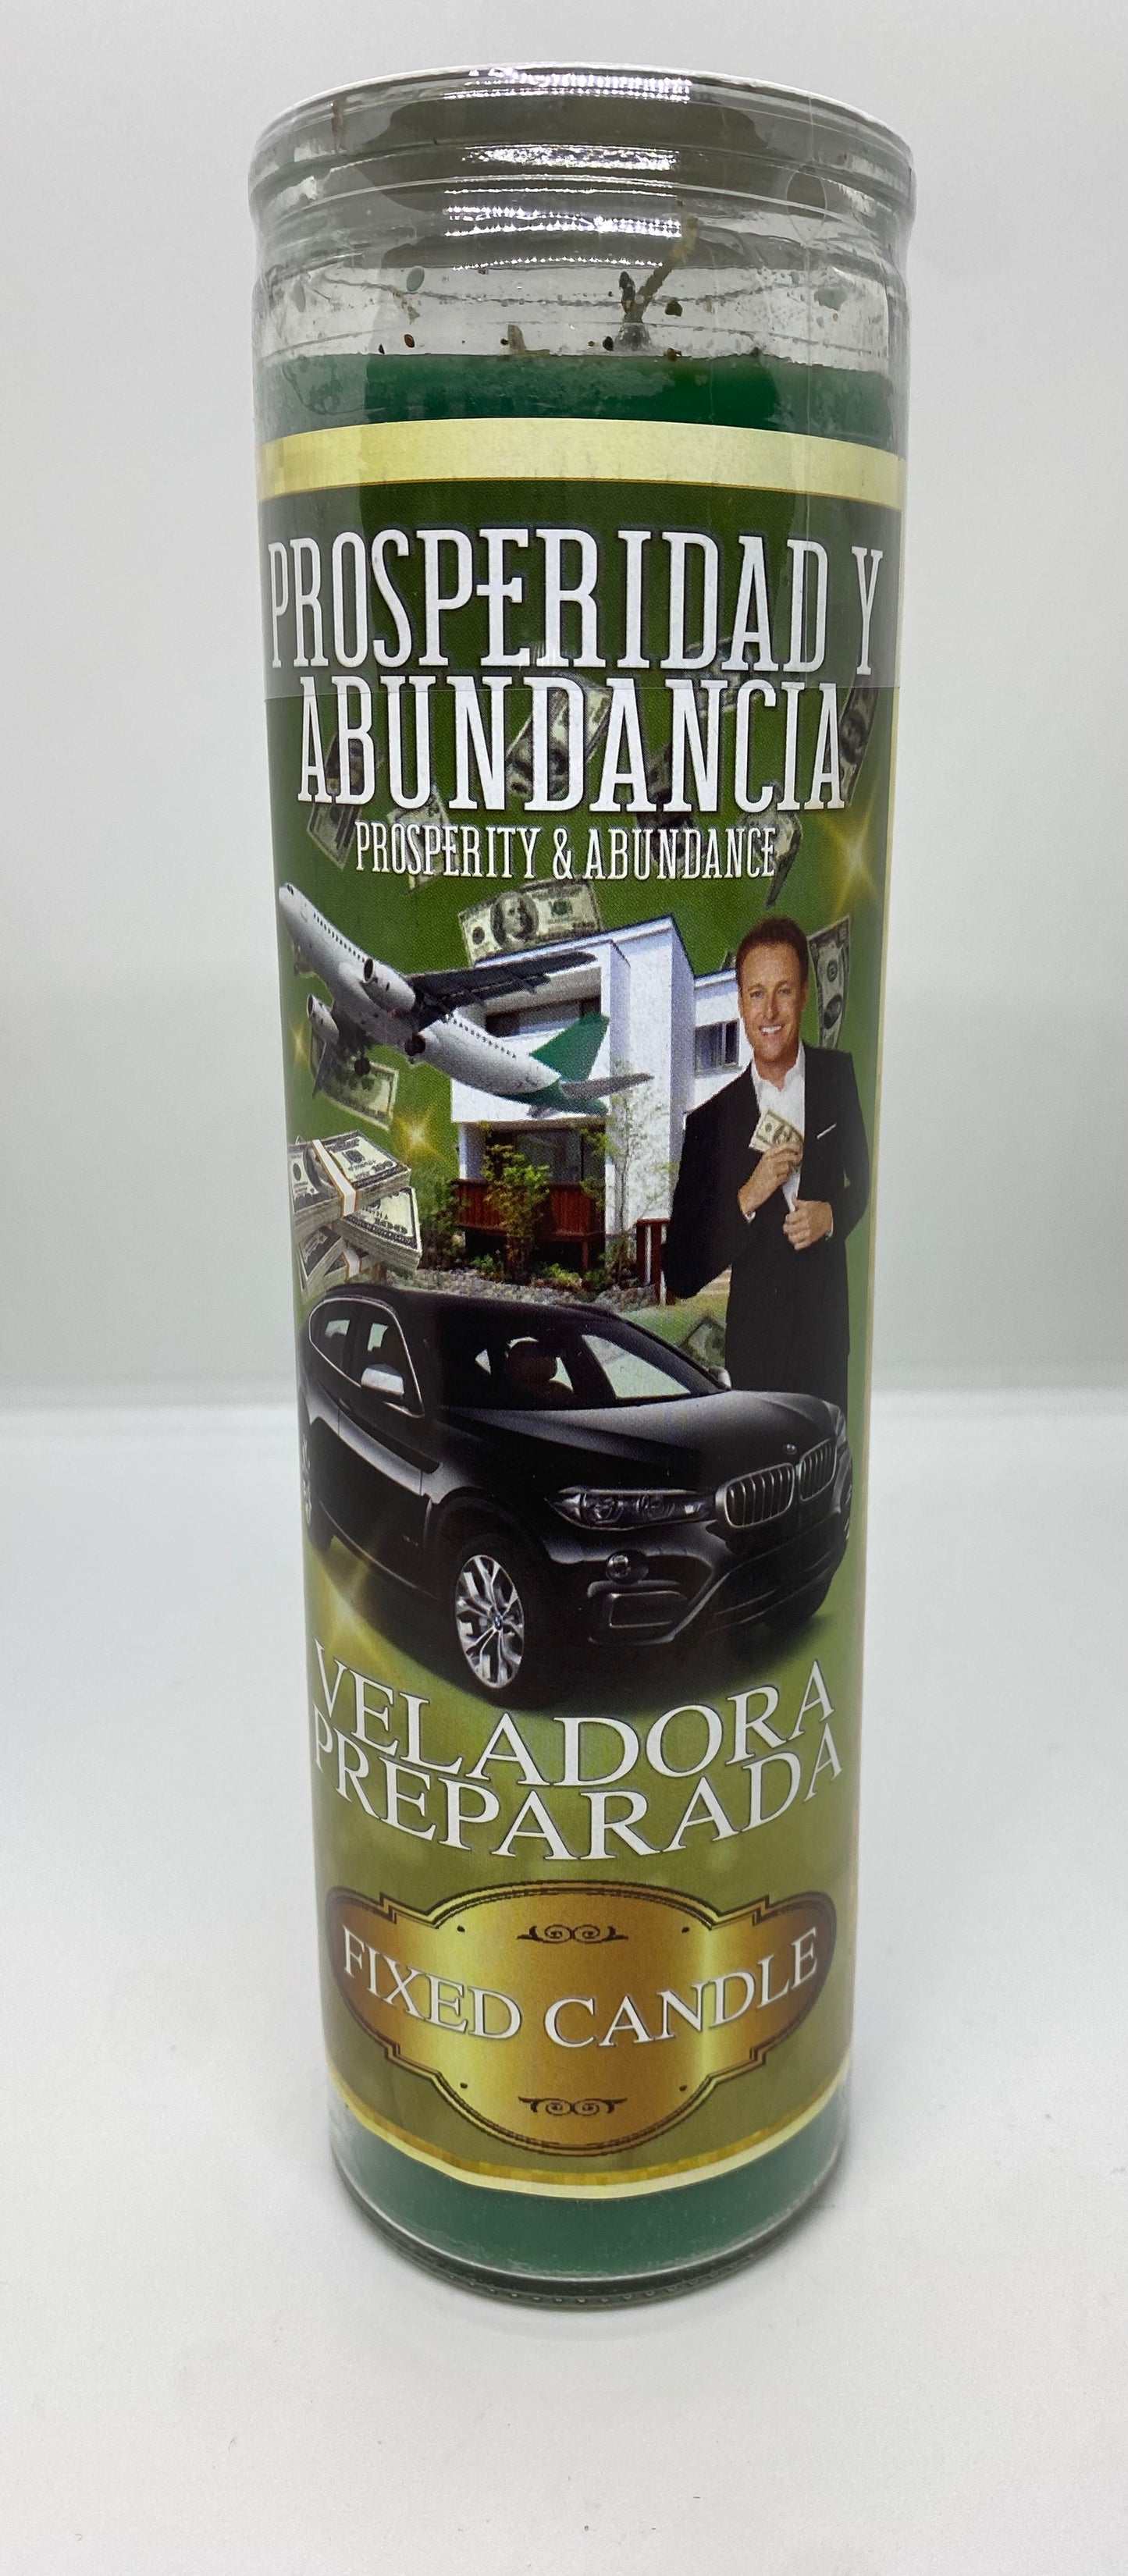 PROSPERIDAD Y
ABUNDANCIA
PROSPERITY & ABUNDANCE
VELADORA
PREPARADA
FIXED CANDLE